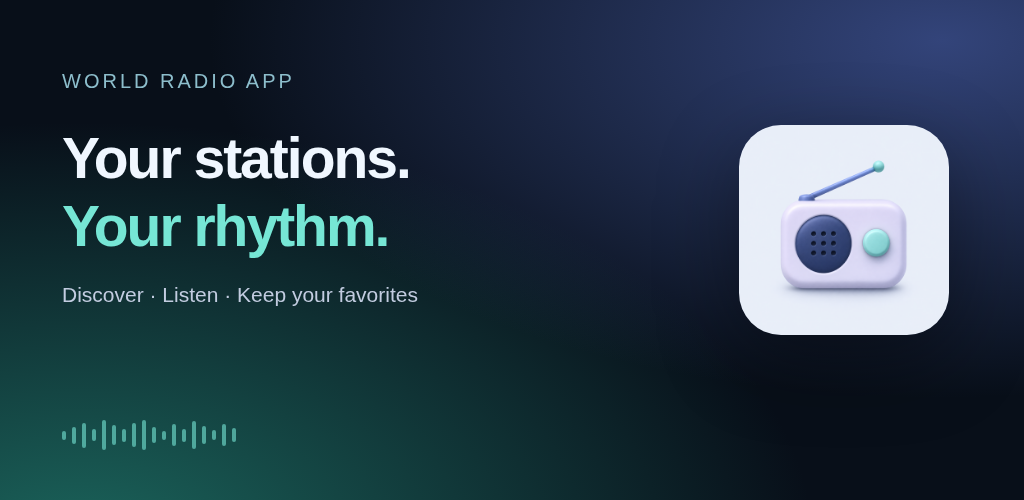 WORLD RADIO APP
Your stations.
Your rhythm.
Discover · Listen · Keep your favorites